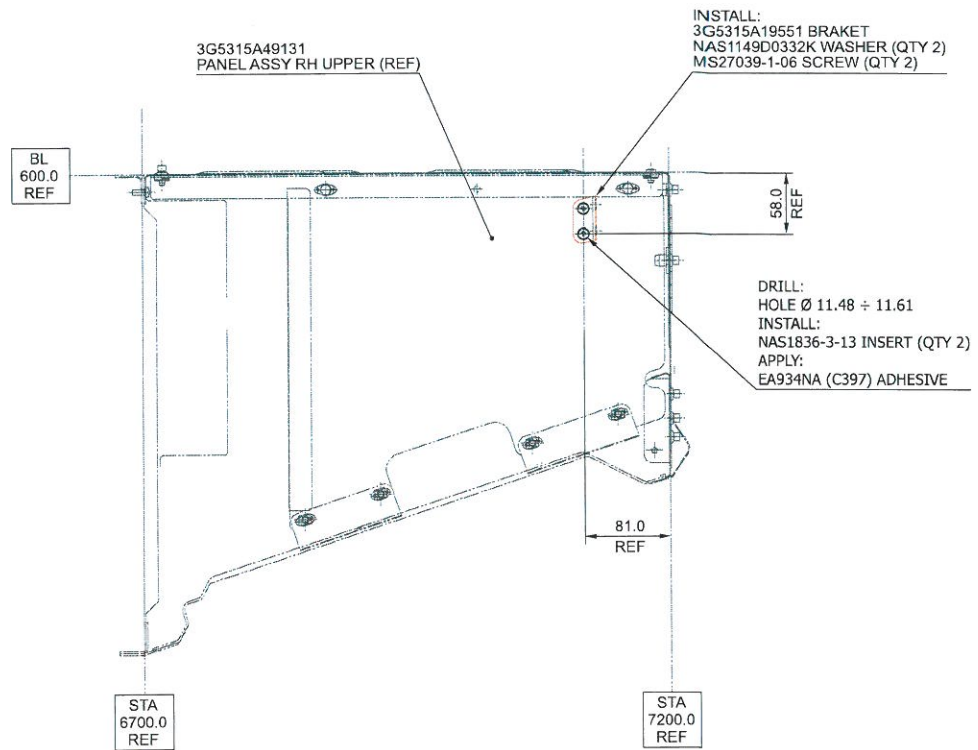 INSTALL:
3G5315A19551 BRAKET
NAS1149D0332K WASHER (QTY 2)
MS27039-1-06 SCREW (QTY 2)
3G5315A49131
PANEL ASSY RH UPPER (REF)
BL
600.0
REF
58.0
REF
DRILL:
HOLE Ø 11.48 ÷ 11.61
INSTALL:
NAS1836-3-13 INSERT (QTY 2)
APPLY:
EA934NA (C397) ADHESIVE
81.0
REF
STA
6700.0
REF
STA
7200.0
REF